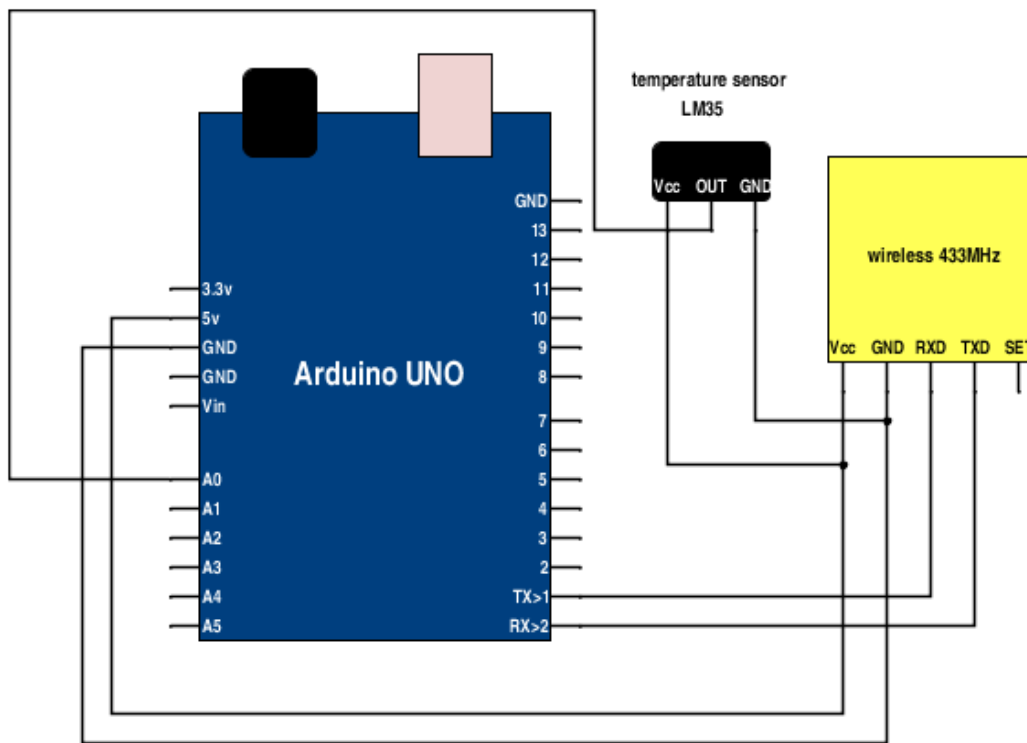 temperature sensor
LM35
Vcc OUT GND
wireless 433MHz
Vcc GND RXD TXD SET
Arduino UNO
3.3v
5v
GND
GND
Vin
A0
A1
A2
A3
A4
A5
GND
13
12
11
10
9
8
7
6
5
4
3
2
TX>1
RX>2